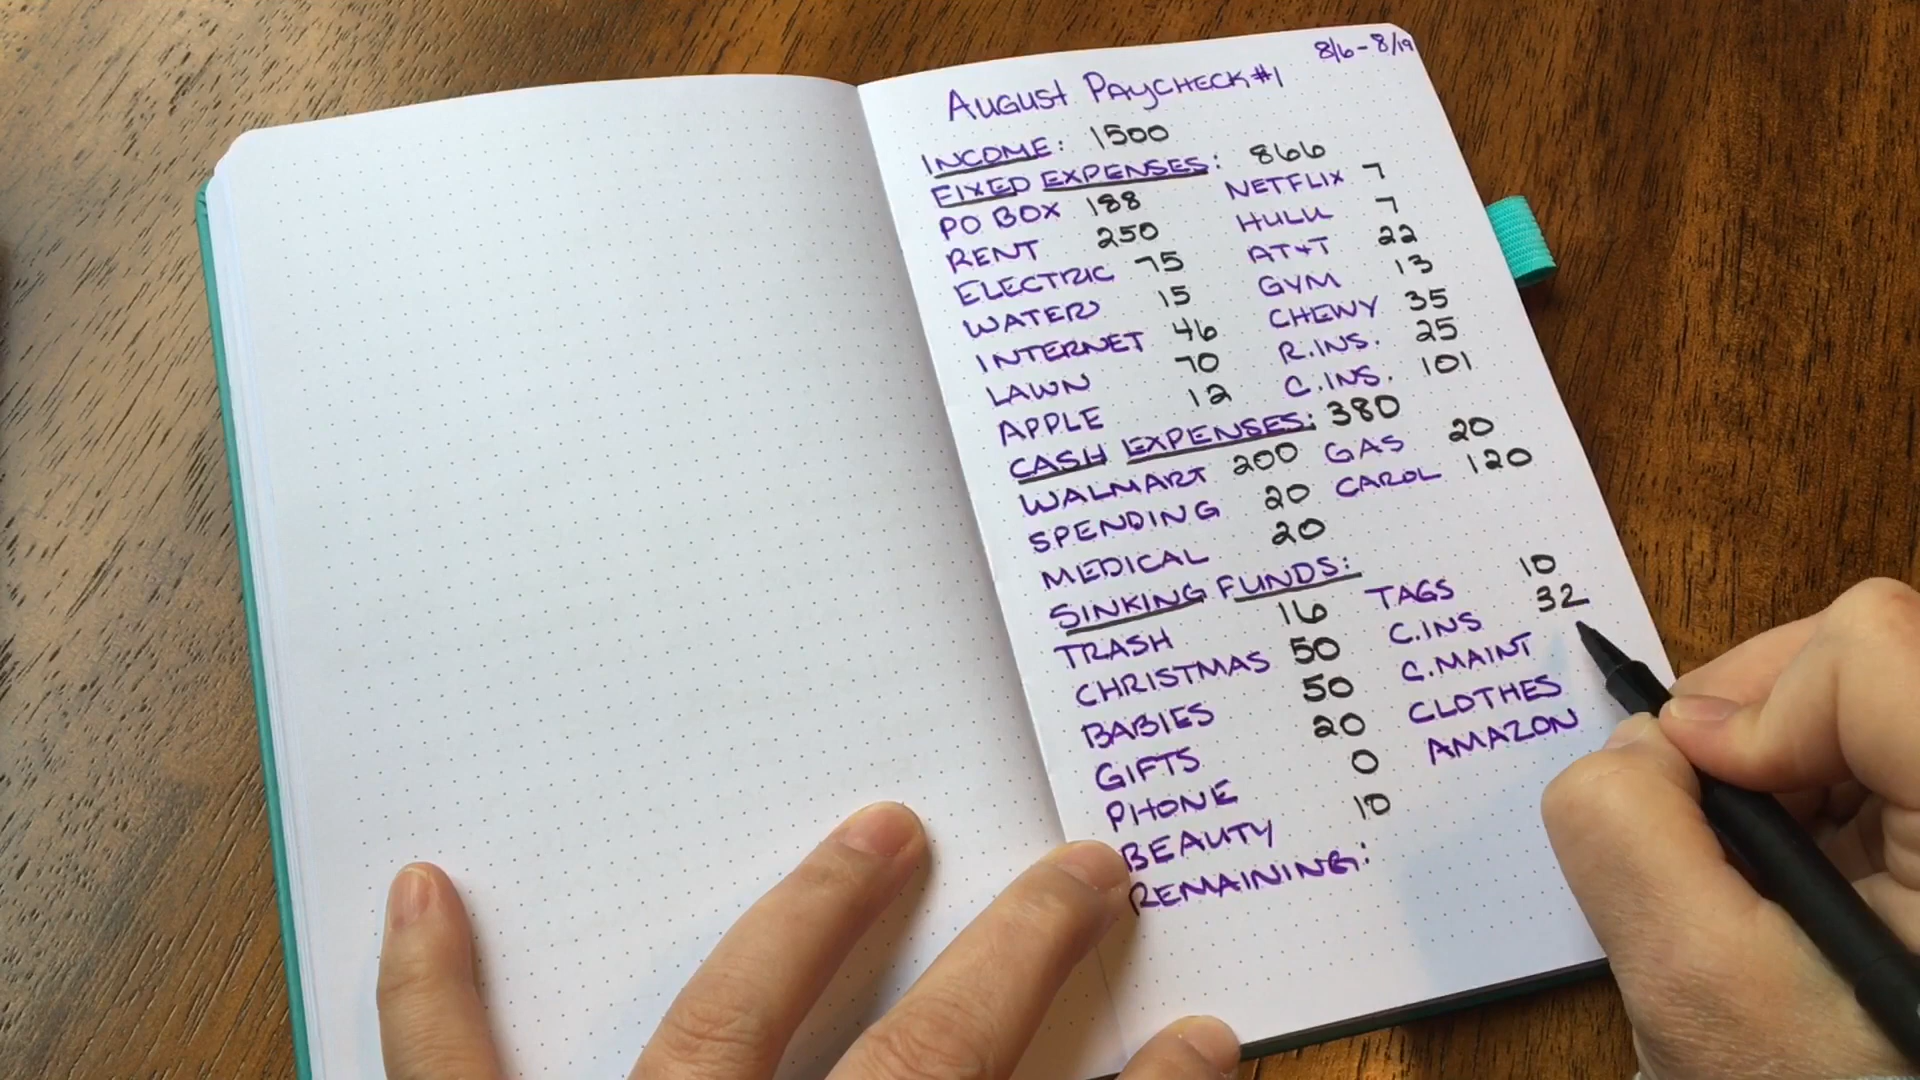 8/6-8/19
AUGUST PAYCHECK #1
INCOME: 1500
FIXED EXPENSES: 866
PO BOX 188 NETFLIX 7
RENT 250 HULU 7
ELECTRIC 75 AT+T 22
WATER 15 GYM 13
INTERNET 46 CHEWY 35
LAWN 70 R.INS. 25
APPLE 12 C.INS. 101
CASH EXPENSES: 380
WALMART 200 GAS 20
SPENDING 20 CAROL 120
MEDICAL 20
SINKING FUNDS:
TRASH 16 TAGS 10
CHRISTMAS 50 C.INS 32
BABIES 50 C.MAINT
GIFTS 20 CLOTHES
PHONE 0 AMAZON
BEAUTY 10
REMAINING: